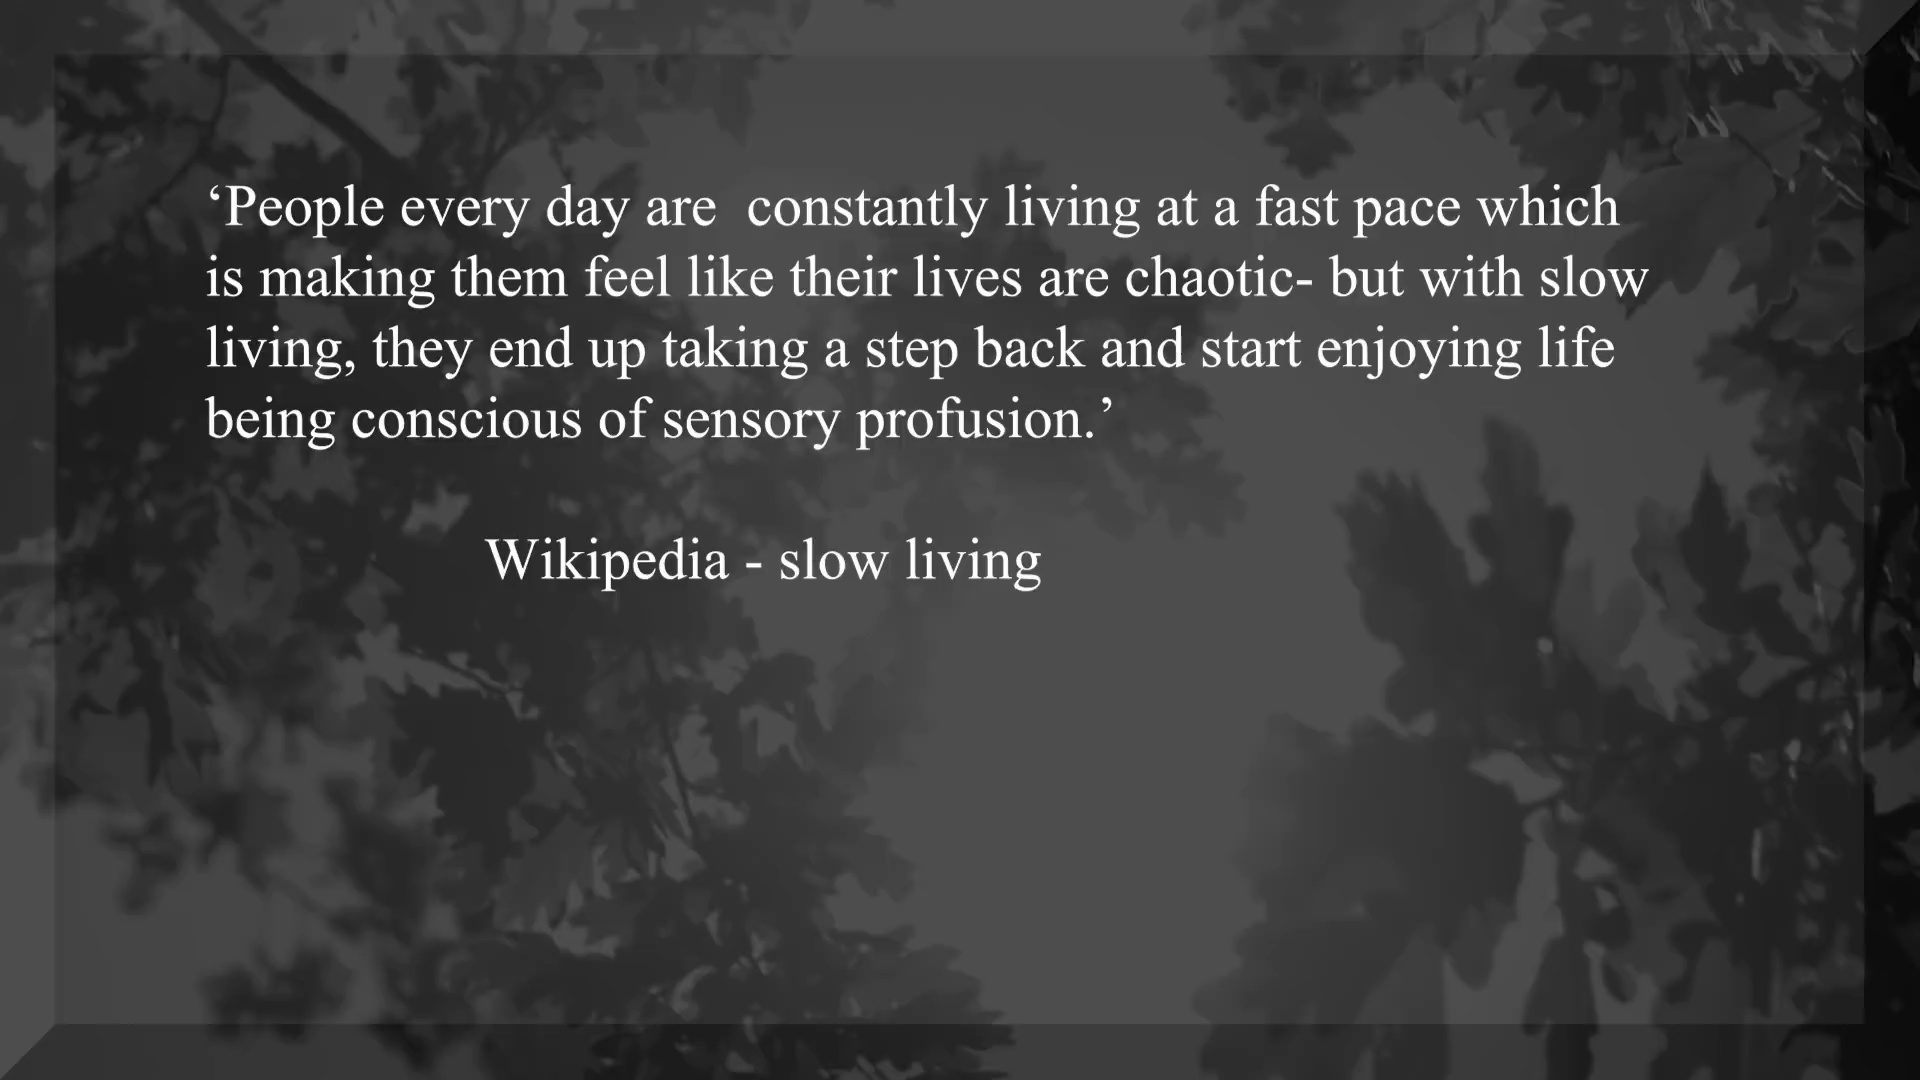 ‘People every day are  constantly living at a fast pace which
is making them feel like their lives are chaotic- but with slow
living, they end up taking a step back and start enjoying life
being conscious of sensory profusion.’
Wikipedia - slow living